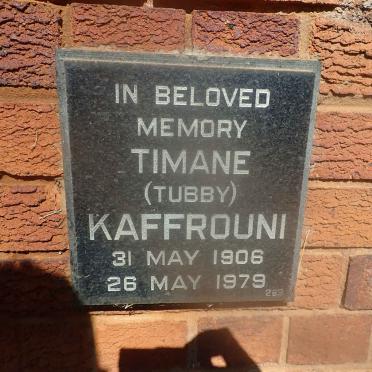 IN BELOVED
MEMORY
TIMANE
(TUBBY)
KAFFROUNI
31 MAY 1906
26 MAY 1979